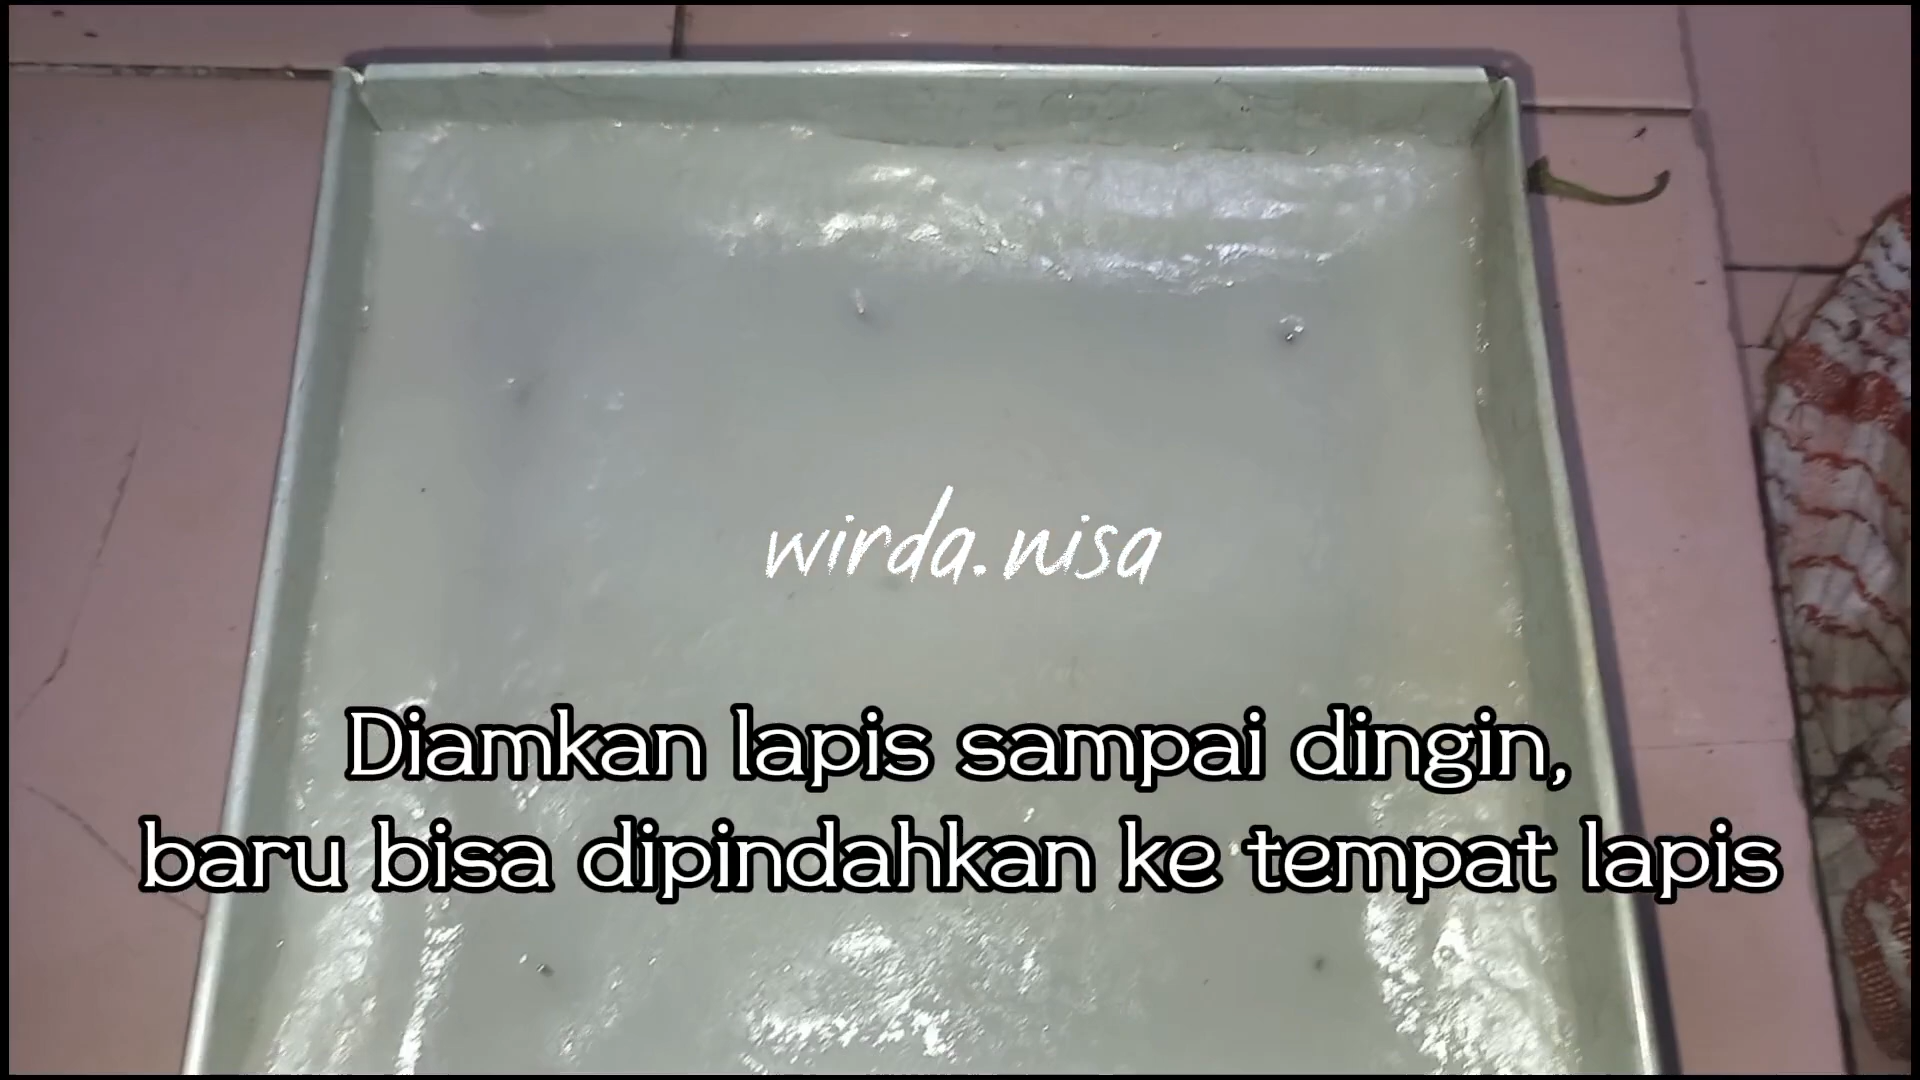 wirda.nisa
Diamkan lapis sampai dingin,
baru bisa dipindahkan ke tempat lapis